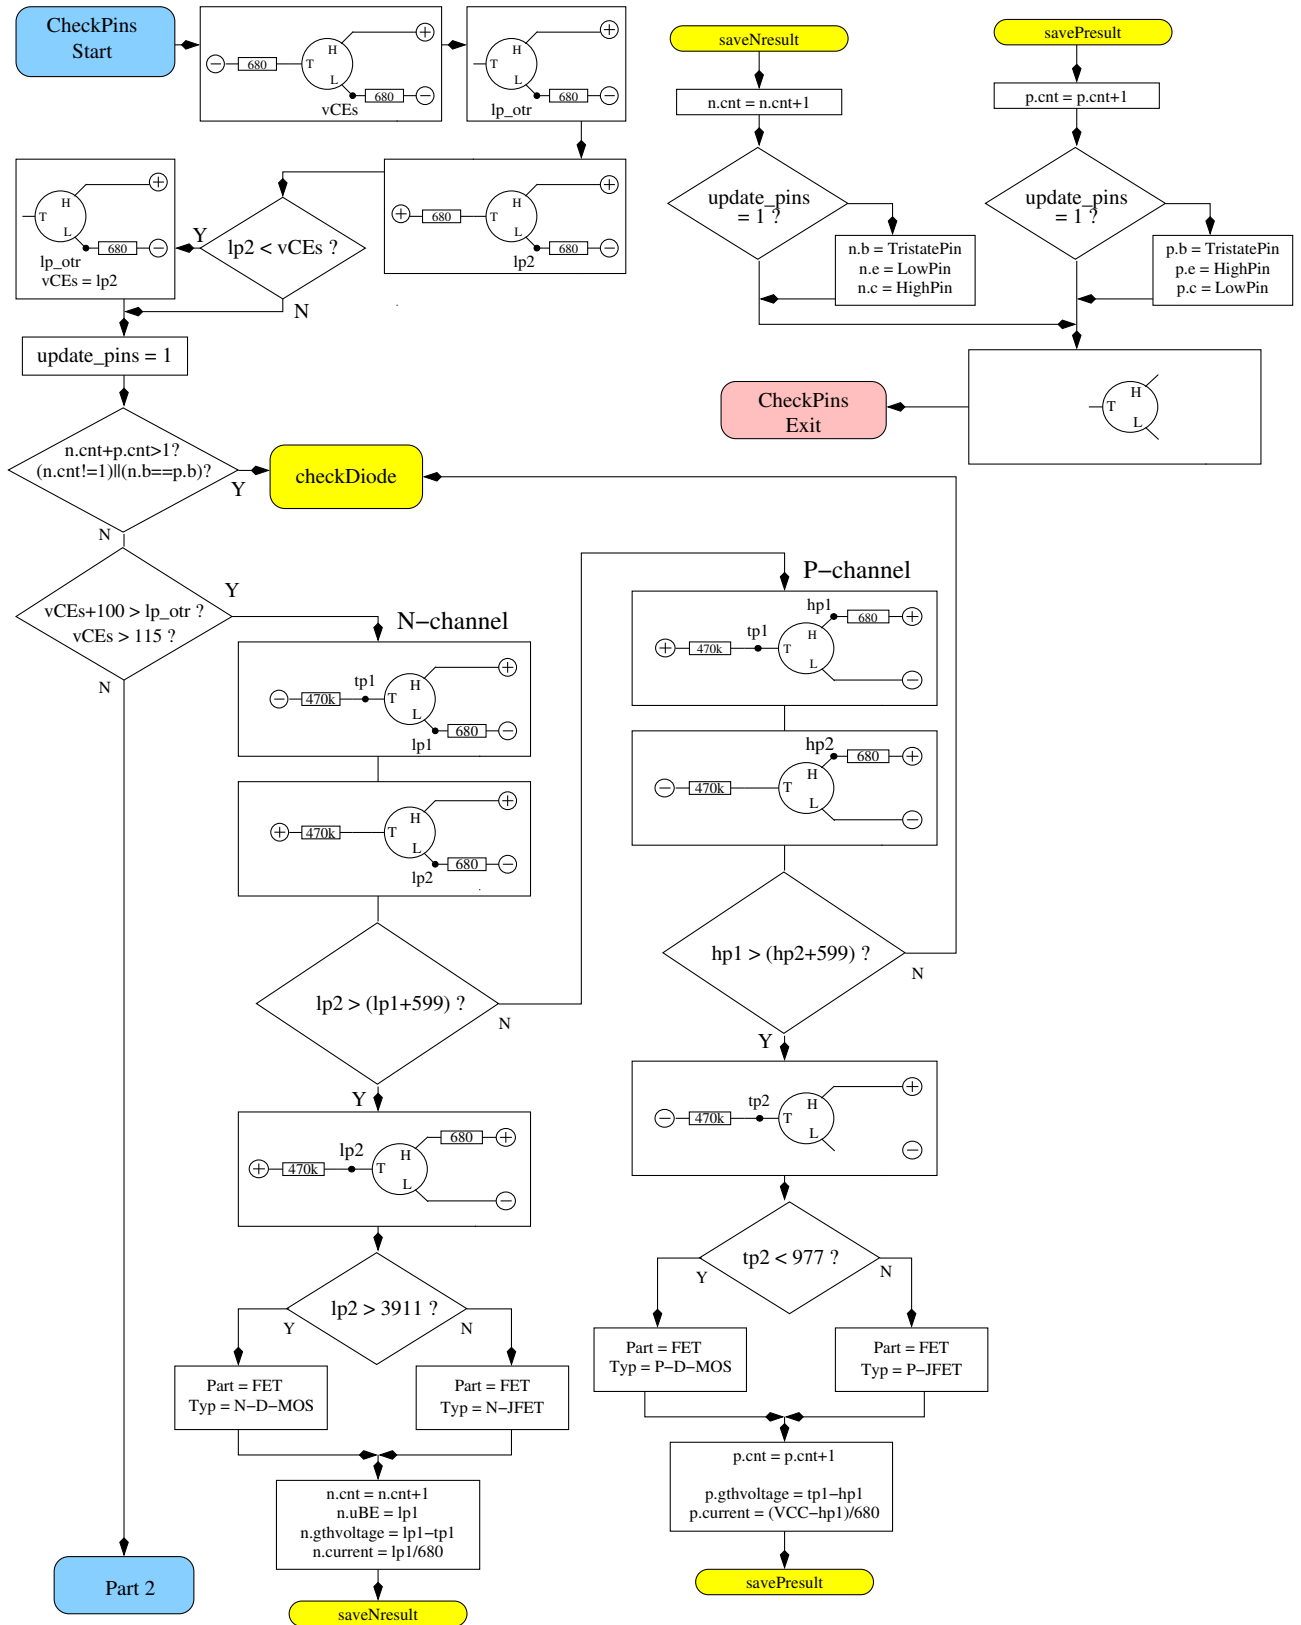 CheckPins
Start
H
T
L
680
680
vCEs
H
T
L
680
lp_otr
saveNresult
n.cnt = n.cnt+1
update_pins
= 1 ?
n.b = TristatePin
n.e = LowPin
n.c = HighPin
savePresult
p.cnt = p.cnt+1
update_pins
= 1 ?
p.b = TristatePin
p.e = HighPin
p.c = LowPin
H
T
L
680
lp_otr
vCEs = lp2
Y
lp2 < vCEs ?
N
H
T
L
680
680
lp2
update_pins = 1
H
T
L
CheckPins
Exit
n.cnt+p.cnt>1?
(n.cnt!=1)||(n.b==p.b)?
Y
N
checkDiode
vCEs+100 > lp_otr ?
vCEs > 115 ?
Y
N
N−channel
tp1
470k
H
T
L
680
lp1
470k
H
T
L
680
lp2
lp2 > (lp1+599) ?
N
Y
lp2
470k
H
T
L
680
lp2 > 3911 ?
Y
N
Part = FET
Typ = N−D−MOS
Part = FET
Typ = N−JFET
n.cnt = n.cnt+1
n.uBE = lp1
n.gthvoltage = lp1−tp1
n.current = lp1/680
saveNresult
Part 2
P−channel
hp1
680
tp1
470k
H
T
L
hp2
680
470k
H
T
L
hp1 > (hp2+599) ?
N
Y
tp2
470k
H
T
L
tp2 < 977 ?
Y
N
Part = FET
Typ = P−D−MOS
Part = FET
Typ = P−JFET
p.cnt = p.cnt+1
p.gthvoltage = tp1−hp1
p.current = (VCC−hp1)/680
savePresult